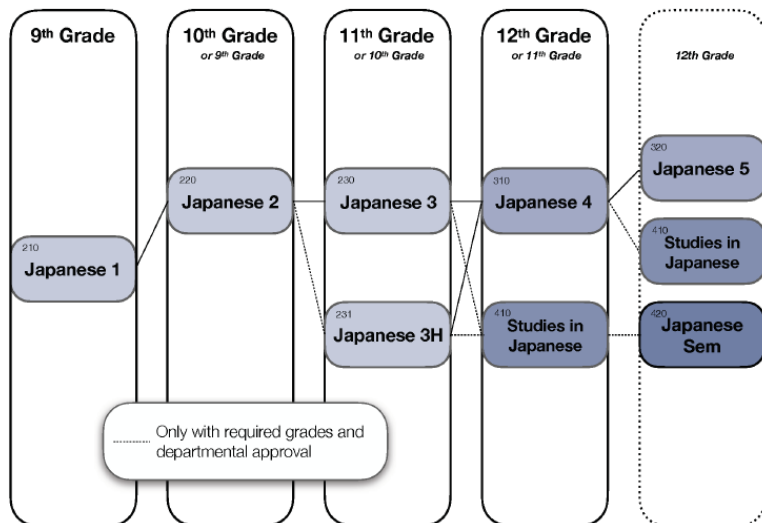 9th Grade
10th Grade
or 9th Grade
11th Grade
or 10th Grade
12th Grade
or 11th Grade
12th Grade
210
Japanese 1
220
Japanese 2
230
Japanese 3
231
Japanese 3H
310
Japanese 4
410
Studies in
Japanese
320
Japanese 5
410
Studies in
Japanese
420
Japanese
Sem
Only with required grades and
departmental approval